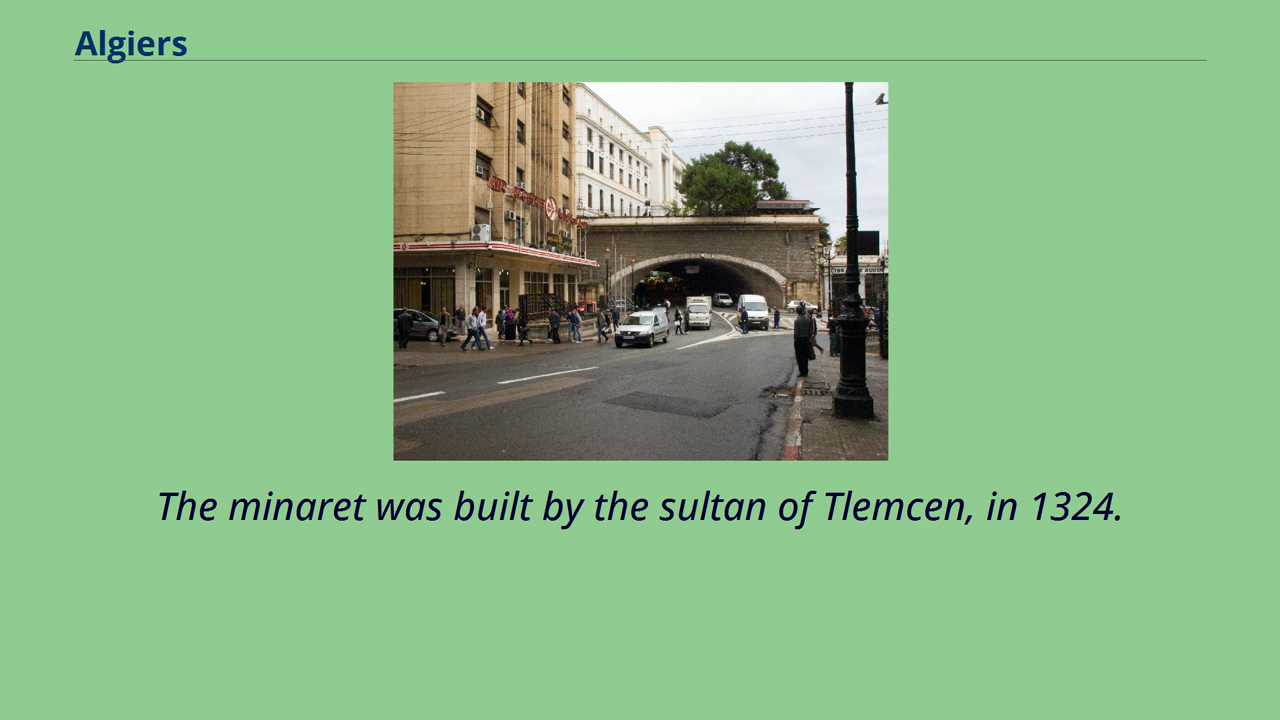 Algiers
The minaret was built by the sultan of Tlemcen, in 1324.